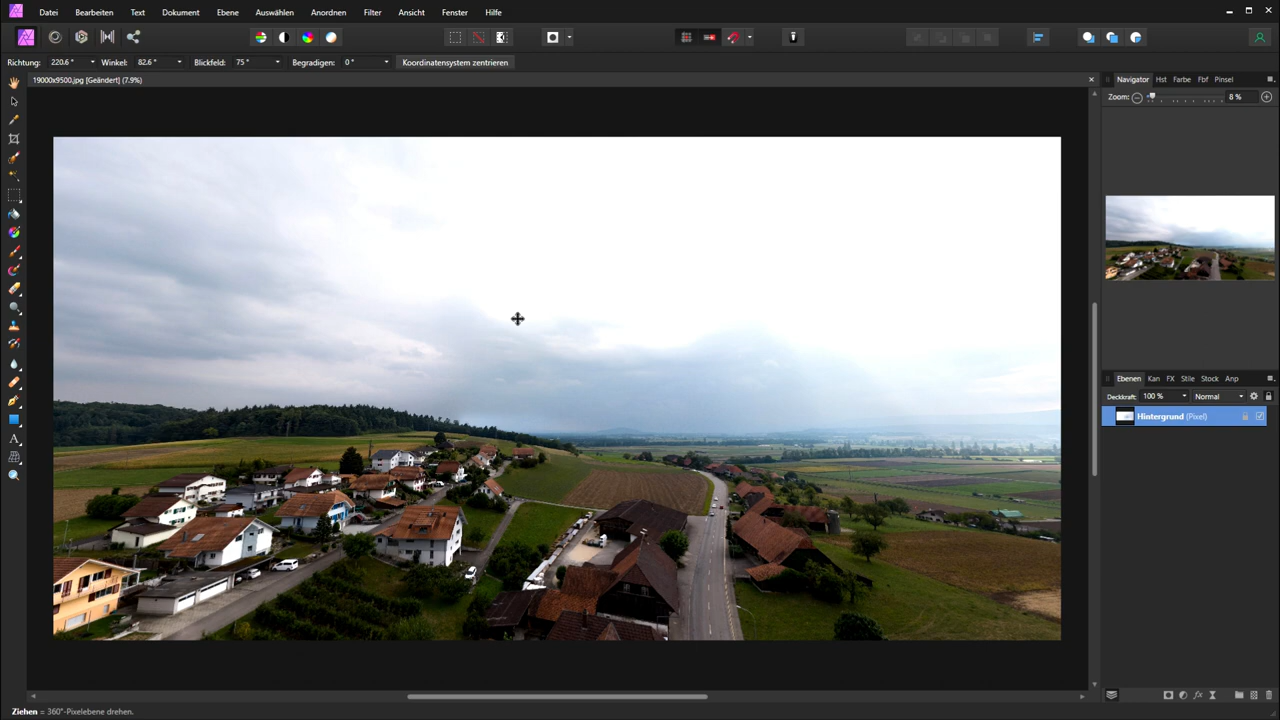 Datei Bearbeiten Text Dokument Ebene Auswählen Anordnen Filter Ansicht Fenster Hilfe
Richtung: 220.6 ° Winkel: 82.6 ° Blickfeld: 75 ° Begradigen: 0 ° Koordinatensystem zentrieren
19000x9500.jpg [Geändert] (7.9%)
Navigator Hst Farbe Fbf Pinsel
Zoom: 8 %
Ebenen Kan FX Stile Stock Anp
Deckkraft: 100 % Normal
Hintergrund (Pixel)
Ziehen = 360°-Pixelebene drehen.